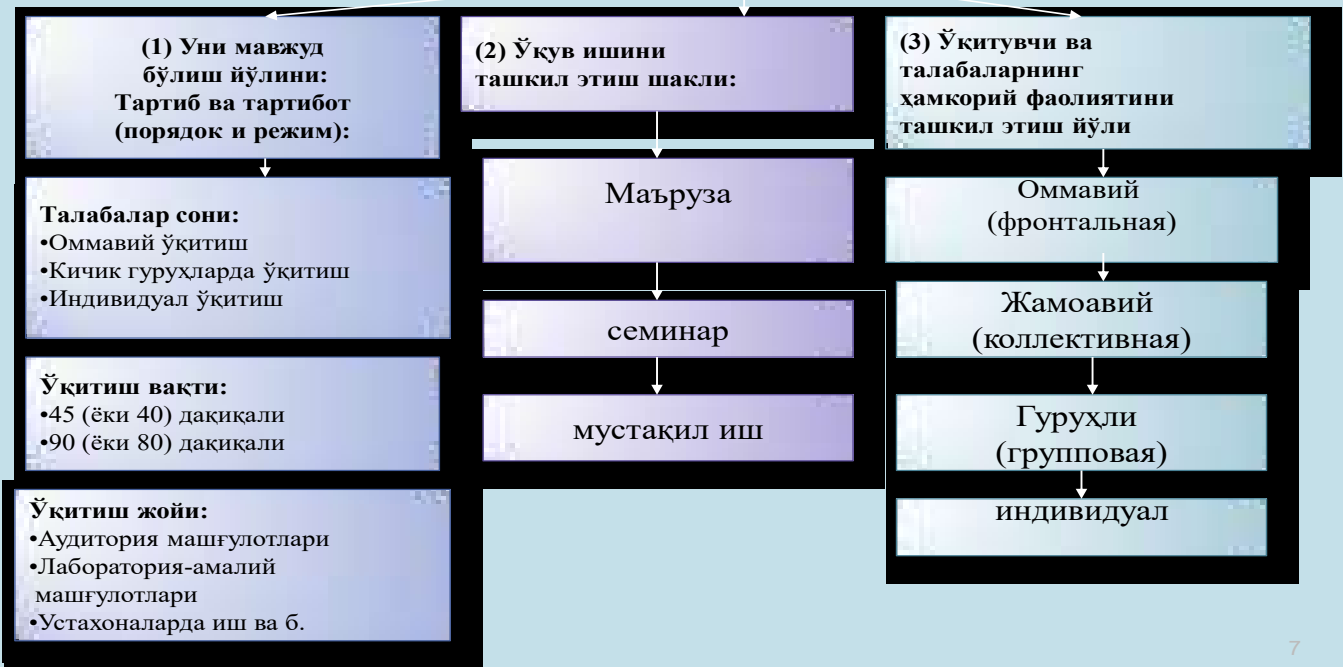 (1) Уни мавжуд
бўлиш йўлини:
Тартиб ва тартибот
(порядок и режим):
Талабалар сони:
•Оммавий ўқитиш
•Кичик гуруҳларда ўқитиш
•Индивидуал ўқитиш
Ўқитиш вақти:
•45 (ёки 40) дақиқали
•90 (ёки 80) дақиқали
Ўқитиш жойи:
•Аудитория машғулотлари
•Лаборатория-амалий
машғулотлари
•Устахоналарда иш ва б.
(2) Ўқув ишини
ташкил этиш шакли:
Маъруза
семинар
мустақил иш
(3) Ўқитувчи ва
талабаларнинг
ҳамкорий фаолиятини
ташкил этиш йўли
Оммавий
(фронтальная)
Жамоавий
(коллективная)
Гуруҳли
(групповая)
индивидуал
7